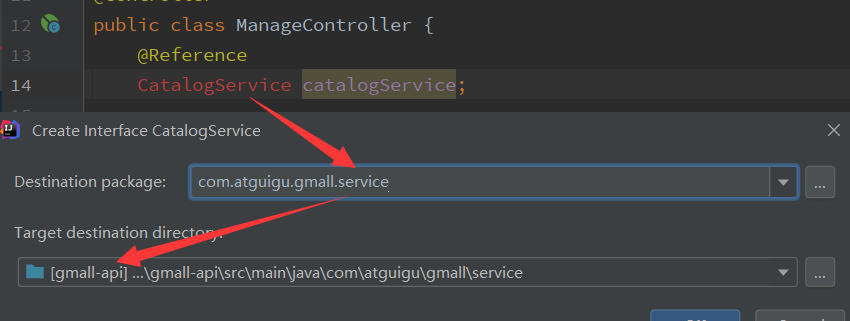 12 public class ManageController {
13 @Reference
14 CatalogService catalogService;
Create Interface CatalogService
Destination package: com.atguigu.gmall.service ...
Target destination directory:
[gmall-api] ...\gmall-api\src\main\java\com\atguigu\gmall\service ...